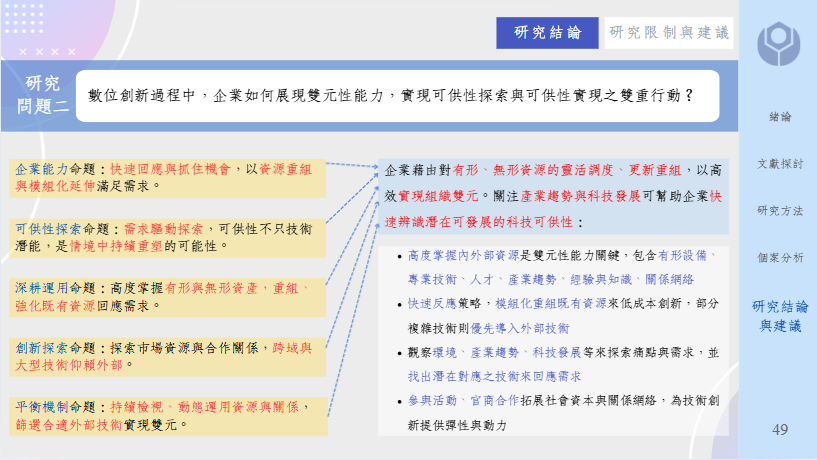 研究結論
研究限制與建議
研究
問題二
數位創新過程中，企業如何展現雙元性能力，實現可供性探索與可供性實現之雙重行動？
企業能力命題：快速回應與抓住機會，以資源重組
與模組化延伸滿足需求。
可供性探索命題：需求驅動探索，可供性不只技術
潛能，是情境中持續重塑的可能性。
深耕運用命題：高度掌握有形與無形資產，重組、
強化既有資源回應需求。
創新探索命題：探索市場資源與合作關係，跨域與
大型技術仰賴外部。
平衡機制命題：持續檢視、動態運用資源與關係，
篩選合適外部技術實現雙元。
企業藉由對有形、無形資源的靈活調度、更新重組，以高
效實現組織雙元。關注產業趨勢與科技發展可幫助企業快
速辨識潛在可發展的科技可供性：
• 高度掌握內外部資源是雙元性能力關鍵，包含有形設備、
專業技術、人才、產業趨勢、經驗與知識、關係網絡
• 快速反應策略，模組化重組既有資源來低成本創新，部分
複雜技術則優先導入外部技術
• 觀察環境、產業趨勢、科技發展等來探索痛點與需求，並
找出潛在對應之技術來回應需求
• 參與活動、官商合作拓展社會資本與關係網絡，為技術創
新提供彈性與動力
緒論
文獻探討
研究方法
個案分析
研究結論
與建議
49